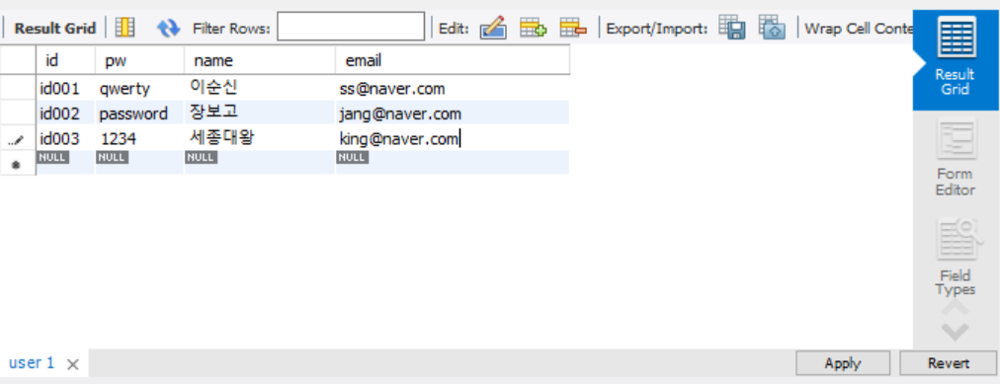 Result Grid Filter Rows: Edit: Export/Import: Wrap Cell Conte
id pw name email
id001 qwerty 이순신 ss@naver.com
id002 password 장보고 jang@naver.com
id003 1234 세종대왕 king@naver.com
NULL NULL NULL NULL
Result
Grid
Form
Editor
Field
Types
user 1 Apply Revert